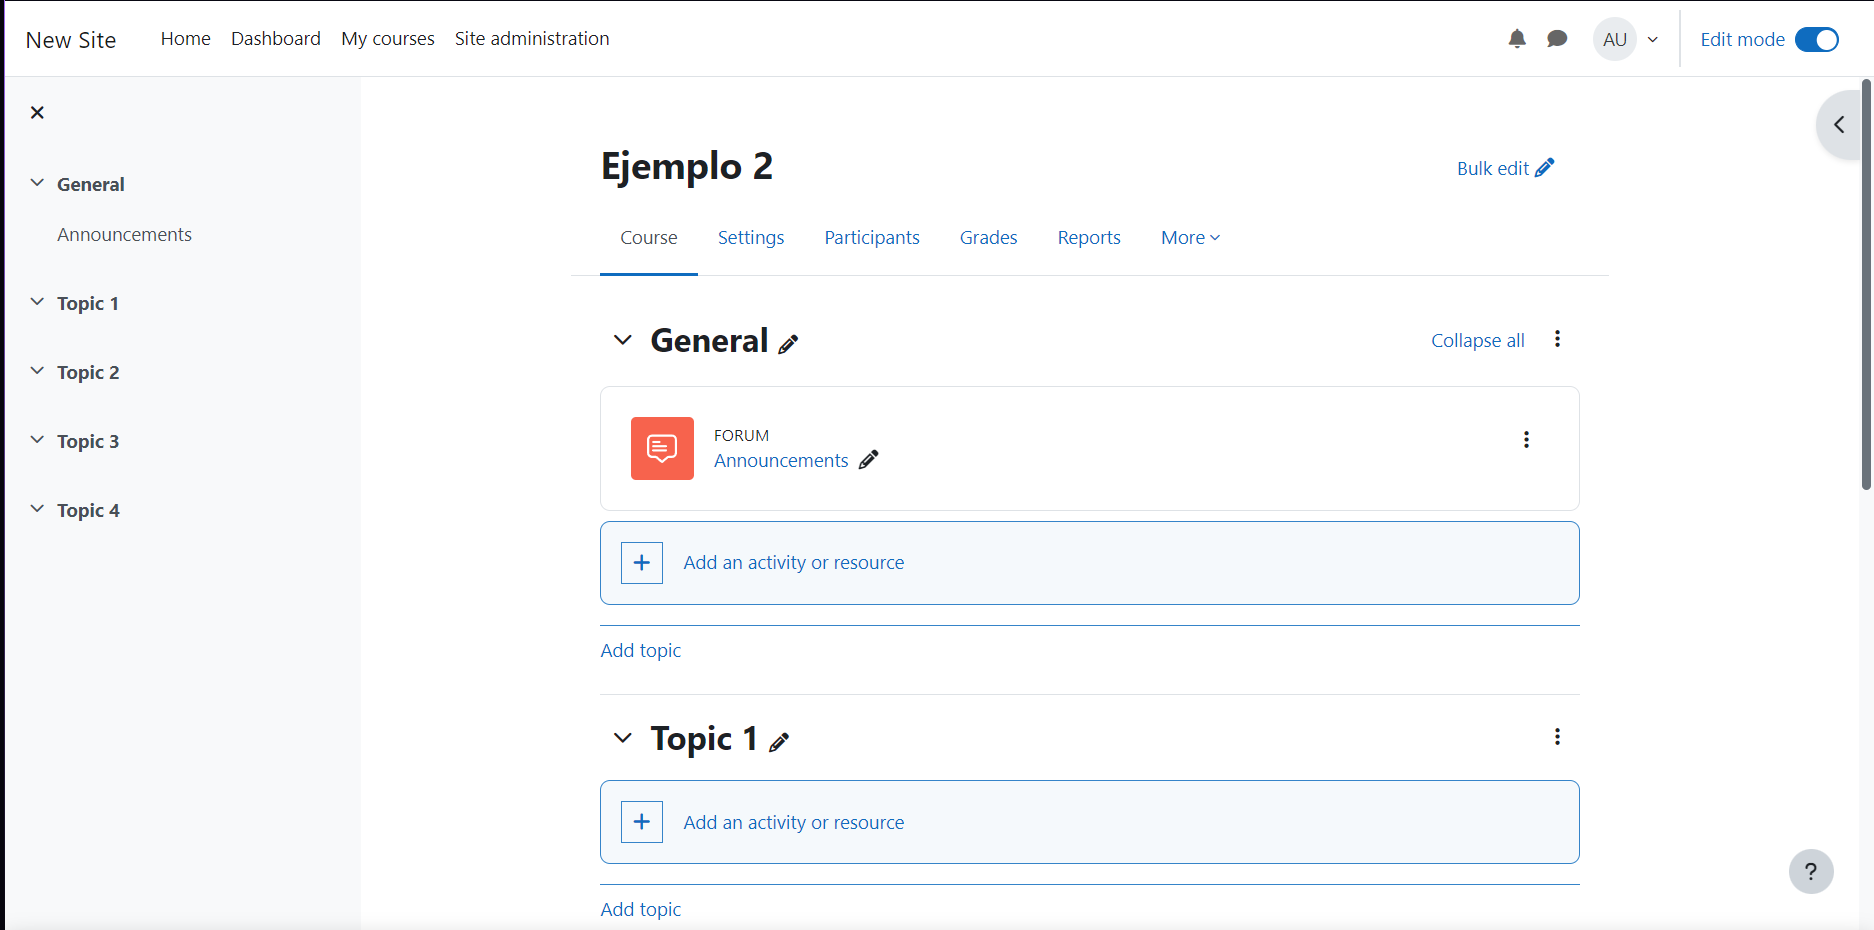 New Site Home Dashboard My courses Site administration AU Edit mode
General
Announcements
Topic 1
Topic 2
Topic 3
Topic 4
Ejemplo 2 Bulk edit
Course Settings Participants Grades Reports More
General Collapse all
FORUM
Announcements
+ Add an activity or resource
Add topic
Topic 1
+ Add an activity or resource
?
Add topic